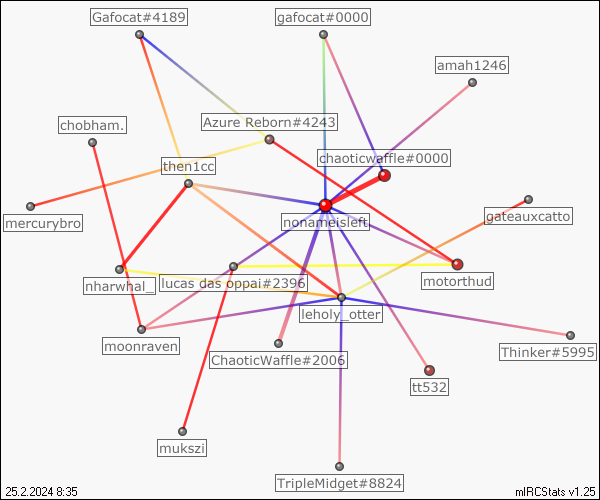 Gafocat#4189
gafocat#0000
amah1246
chobham.
Azure Reborn#4243
chaoticwaffle#0000
then1cc
mercurybro
nonameisleft
gateauxcatto
nharwhal_
lucas das oppai#2396
motorthud
leholy_otter
moonraven
ChaoticWaffle#2006
Thinker#5995
tt532
mukszi
TripleMidget#8824
25.2.2024 8:35
mIRCStats v1.25